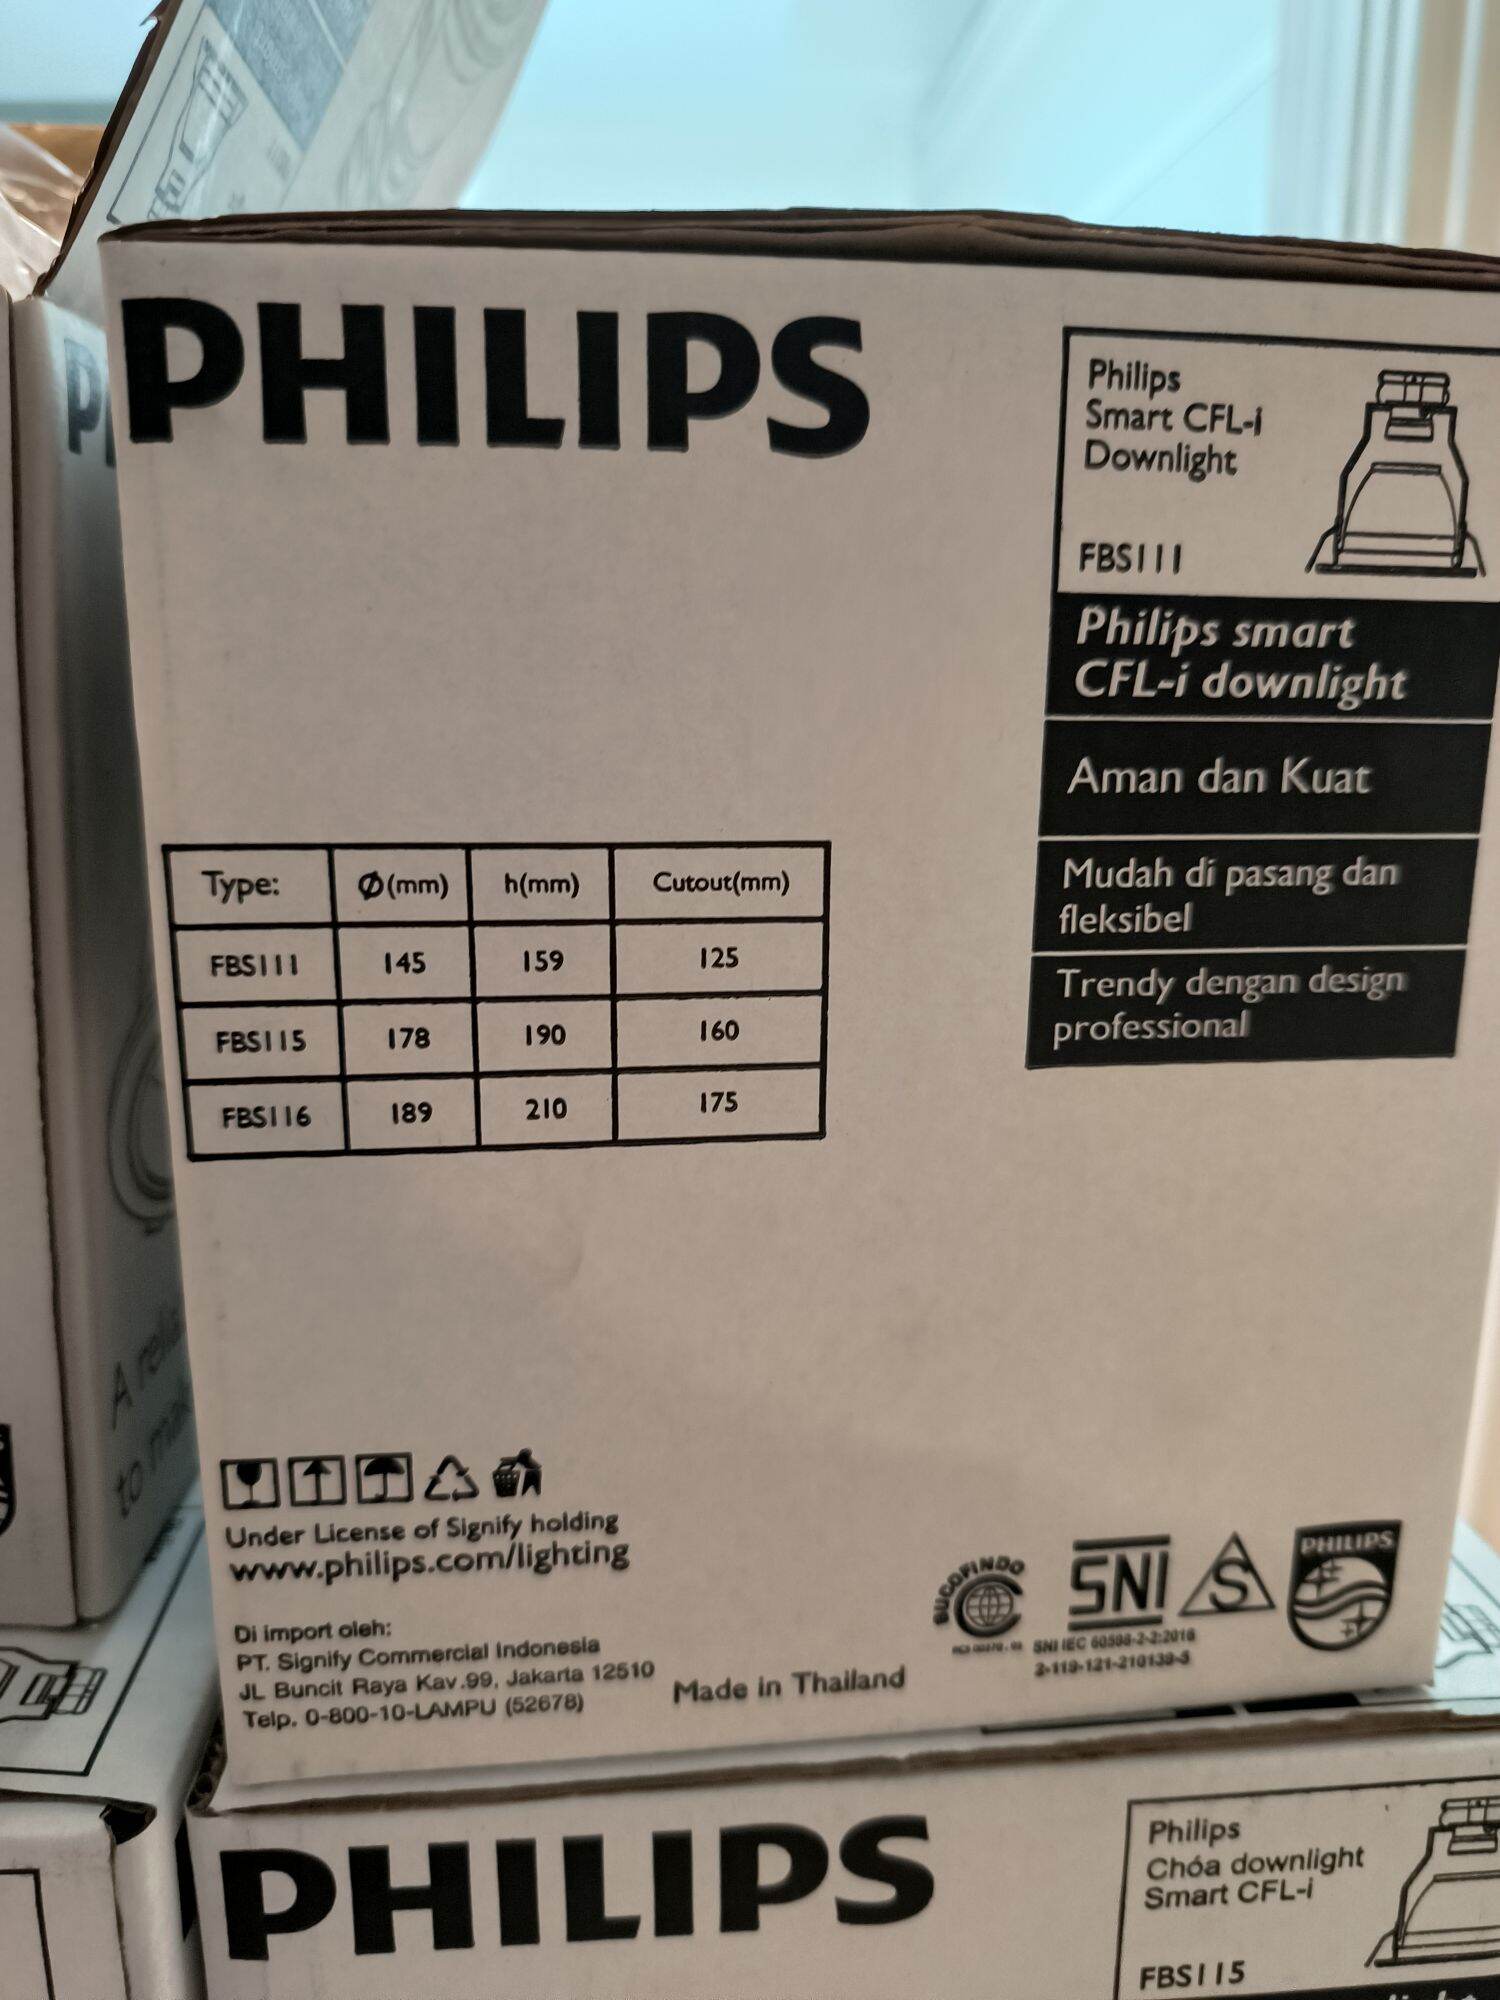 PHILIPS
Philips
Smart CFL-i
Downlight
FBS111
Philips smart
CFL-i downlight
Aman dan Kuat
Mudah di pasang dan
fleksibel
Trendy dengan design
professional
Type: Ø(mm) h(mm) Cutout(mm)
FBS111 145 159 125
FBS115 178 190 160
FBS116 189 210 175
Under License of Signify holding
www.philips.com/lighting
Di import oleh:
PT. Signify Commercial Indonesia
JL Buncit Raya Kav.99, Jakarta 12510
Telp. 0-800-10-LAMPU (52678)
Made in Thailand
SUCOFINDO
SNI
S
PHILIPS
SNI IEC 60598-2-2:2016
2-119-121-210139-S
A
to
PHILIPS
Philips
Chóa downlight
Smart CFL-i
FBS115